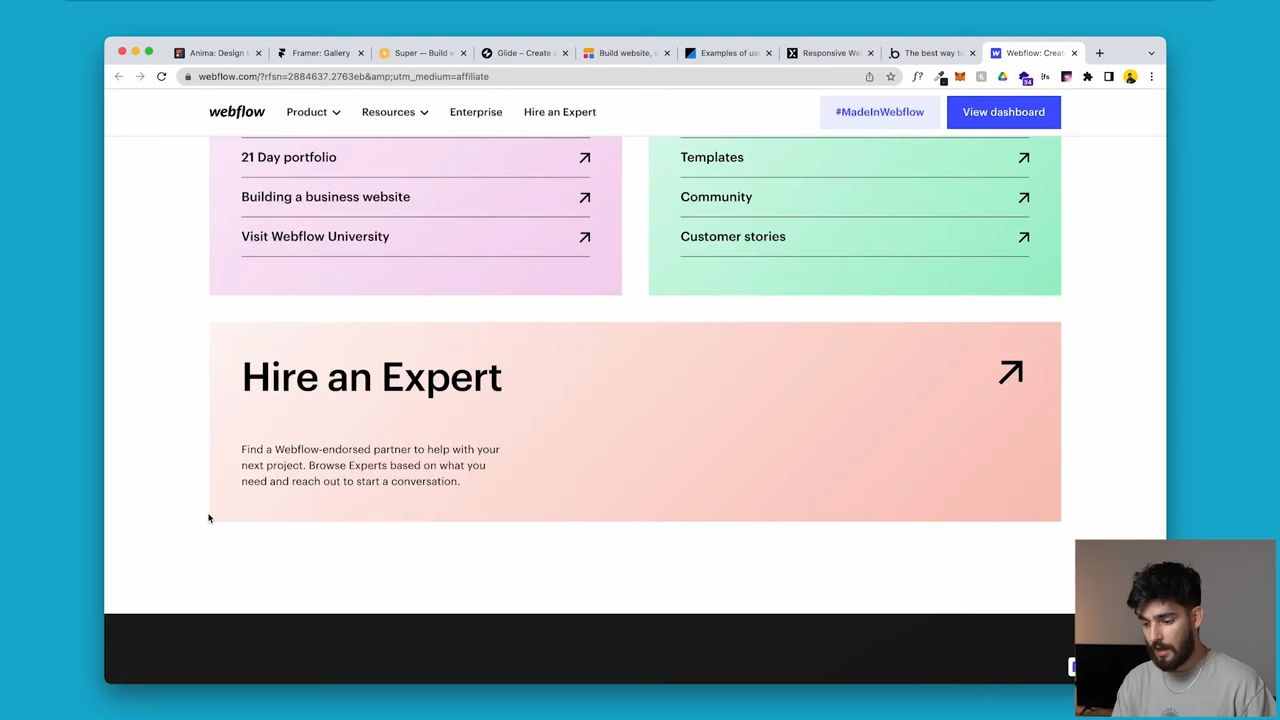 Anima: Design t
Framer: Gallery
Super — Build w
Glide – Create a
Build website, s
Examples of us
Responsive We
The best way to
Webflow: Creat
webflow.com/?rfsn=2884637.2763eb&amp;utm_medium=affiliate
f?
34
webflow
Product
Resources
Enterprise
Hire an Expert
#MadeInWebflow
View dashboard
21 Day portfolio
Building a business website
Visit Webflow University
Templates
Community
Customer stories
Hire an Expert
Find a Webflow-endorsed partner to help with your
next project. Browse Experts based on what you
need and reach out to start a conversation.